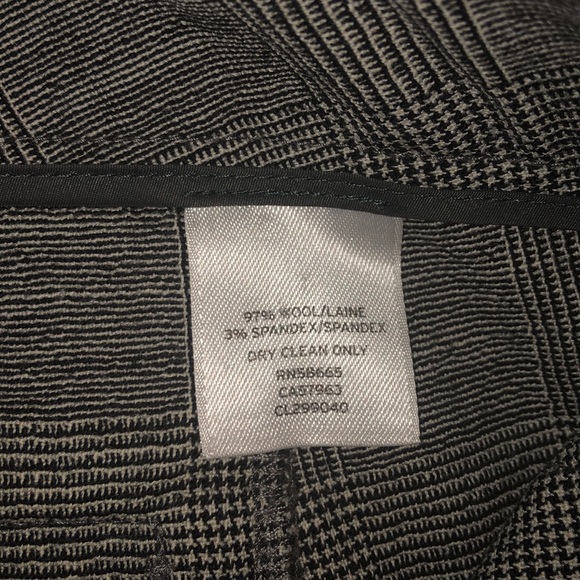 97% WOOL/LAINE
3% SPANDEX/SPANDEX
DRY CLEAN ONLY
RN58665
CA37963
CL299040